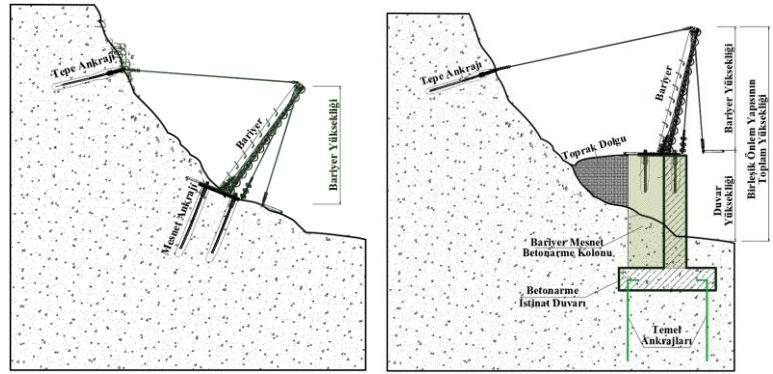 Tepe Ankrajı
Bariyer
Bariyer Yüksekliği
Mesnet Ankrajı
Tepe Ankrajı
Bariyer
Bariyer Yüksekliği
Birleşik Önlem Yapısının
Toplam Yüksekliği
Toprak Dolgu
Duvar
Yüksekliği
Bariyer Mesnet
Betonarme Kolonu
Betonarme
İstinat Duvarı
Temel
Ankrajları